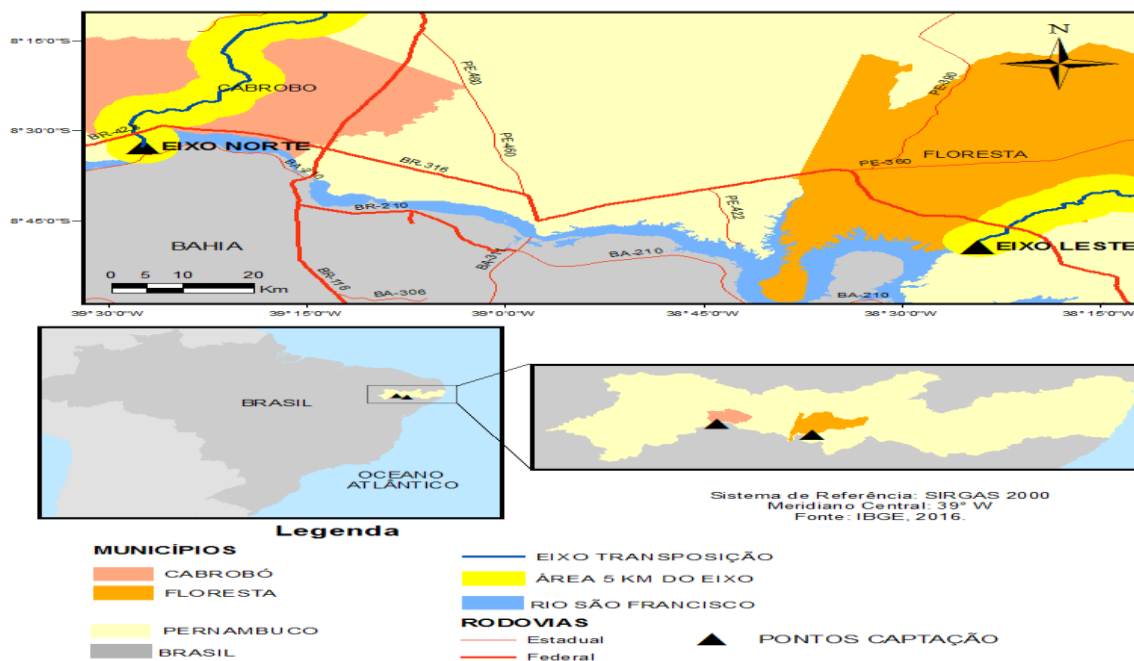 N
8°15'0"S
8°30'0"S
8°45'0"S
CABROBO
EIXO NORTE
PE-460
PE-460
PE-390
FLORESTA
PE-360
BR-316
BR-42
BA-210
BR-210
PE-422
EIXO LESTE
BAHIA
BR-116
BA-306
BA-31
BA-210
BA-210
0 5 10 20
Km
39°30'0"W
39°15'0"W
39°0'0"W
38°45'0"W
38°30'0"W
38°15'0"W
BRASIL
OCEANO
ATLÂNTICO
Sistema de Referência: SIRGAS 2000
Meridiano Central: 39° W
Fonte: IBGE, 2016.
Legenda
MUNICÍPIOS
CABROBÓ
FLORESTA
PERNAMBUCO
BRASIL
EIXO TRANSPOSIÇÃO
ÁREA 5 KM DO EIXO
RIO SÃO FRANCISCO
RODOVIAS
Estadual
Federal
PONTOS CAPTAÇÃO